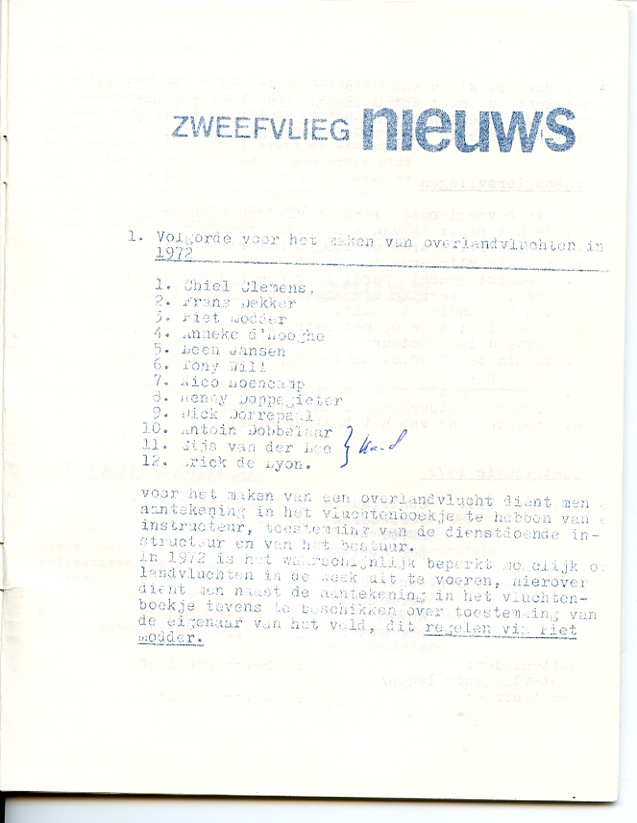 ZWEEFVLIEG nieuws
1. Volgorde voor het maken van overlandvluchten in
1972
1. Chiel Clemens,
2. Frans Dekker
3. Piet Modder
4. Anneke d'Hooghe
5. Leen Jansen
6. Tony Will
7. Nico Hoencamp
8. Henny Doppegieter
9. Dick Dorrepaal
10. Antoin Dobbelaar
11. Gijs van der Lee
12. Erick de Lyon.
voor het maken van een overlandvlucht dient men
aantekening in het vluchtenboekje te hebben van
instructeur, toestemming van de dienstdoende in-
structeur en van het bestuur.
In 1972 is het waarschijnlijk beperkt mogelijk o
landvluchten in de week uit te voeren, hierover
dient men naast de aantekening in het vluchten-
boekje tevens te beschikken over toestemming van
de eigenaar van het veld, dit regelen via Piet
Modder.